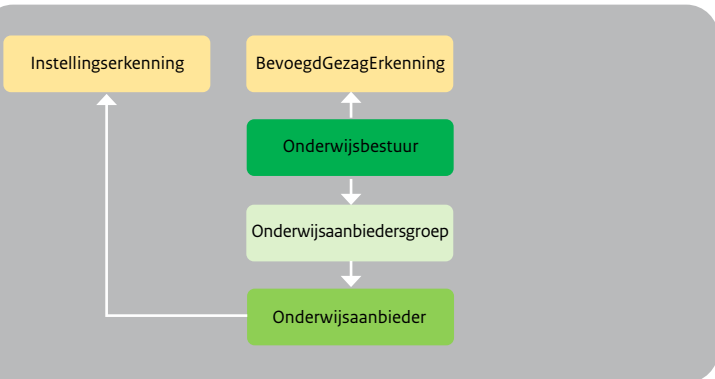 Instellingserkenning
BevoegdGezagErkenning
Onderwijsbestuur
Onderwijsaanbiedersgroep
Onderwijsaanbieder